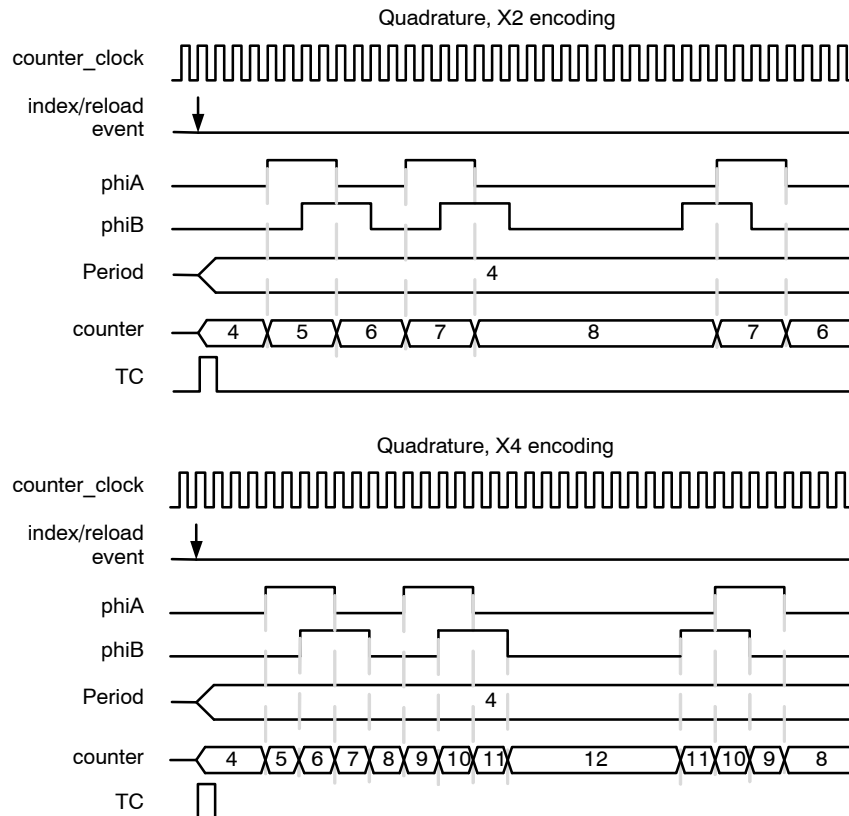 Quadrature, X2 encoding
counter_clock
index/reload
event
phiA
phiB
Period 4
counter 4 5 6 7 8 7 6
TC
Quadrature, X4 encoding
counter_clock
index/reload
event
phiA
phiB
Period 4
counter 4 5 6 7 8 9 10 11 12 11 10 9 8
TC